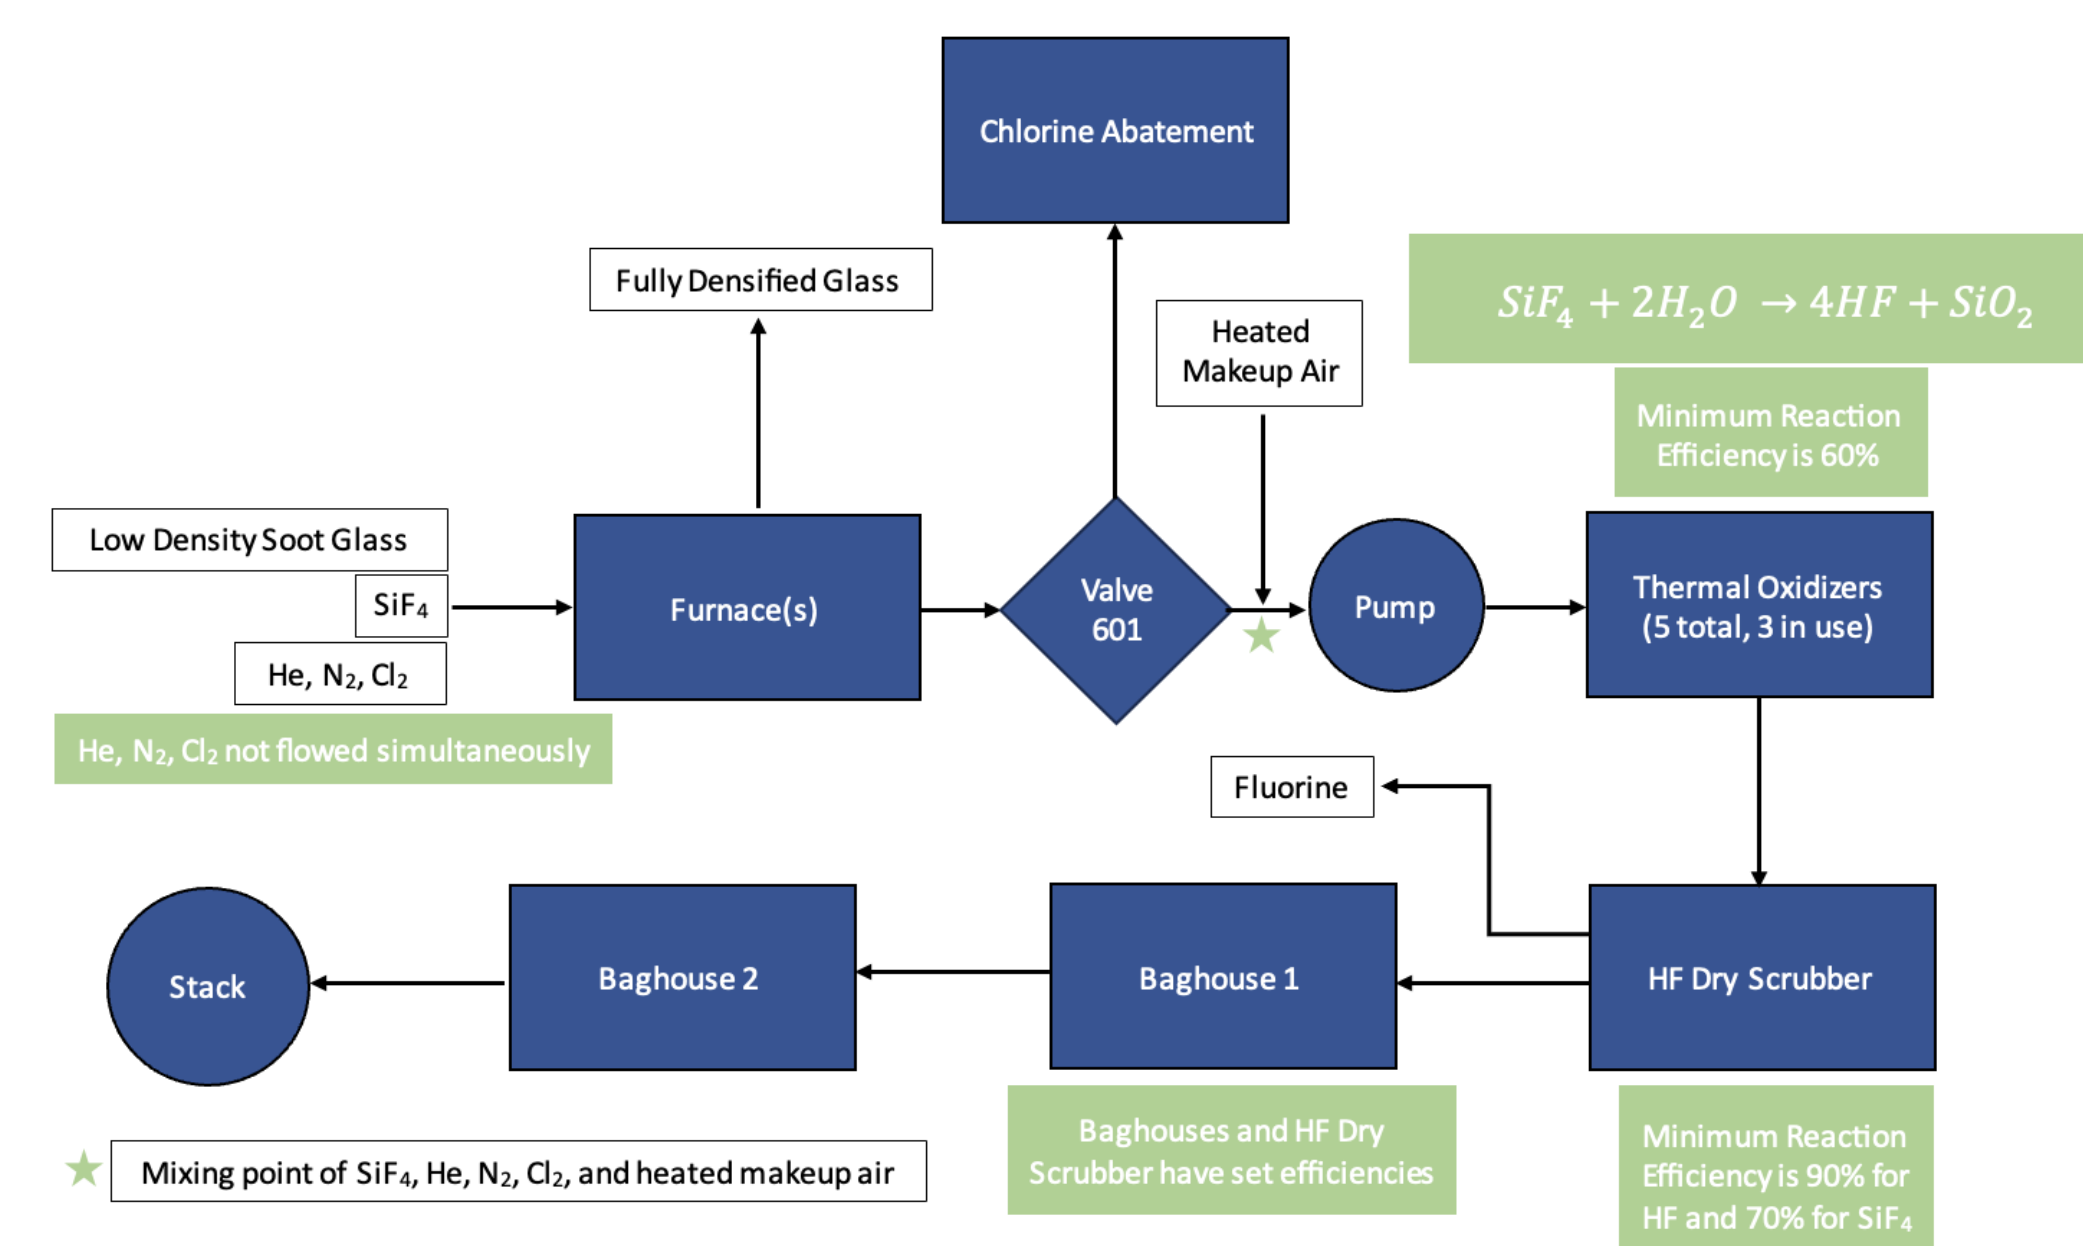 Chlorine Abatement
Fully Densified Glass
Heated
Makeup Air
SiF₄ + 2H₂O → 4HF + SiO₂
Minimum Reaction
Efficiency is 60%
Low Density Soot Glass
SiF₄
He, N₂, Cl₂
He, N₂, Cl₂ not flowed simultaneously
Furnace(s)
Valve
601
Pump
Thermal Oxidizers
(5 total, 3 in use)
Fluorine
HF Dry Scrubber
Minimum Reaction
Efficiency is 90% for
HF and 70% for SiF₄
Baghouse 1
Baghouses and HF Dry
Scrubber have set efficiencies
Baghouse 2
Stack
Mixing point of SiF₄, He, N₂, Cl₂, and heated makeup air